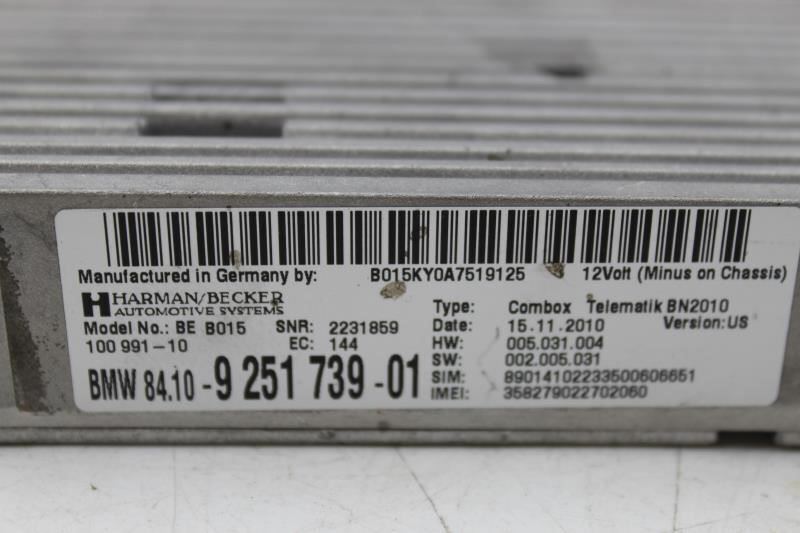 Manufactured in Germany by: B015KY0A7519125 12Volt (Minus on Chassis)
HARMAN/BECKER
AUTOMOTIVE SYSTEMS
Model No.: BE B015 SNR: 2231859
100 991-10 EC: 144
BMW 84.10 - 9 251 739 - 01
Type: Combox Telematik BN2010
Date: 15.11.2010 Version: US
HW: 005.031.004
SW: 002.005.031
SIM: 89014102233500606651
IMEI: 358279022702060